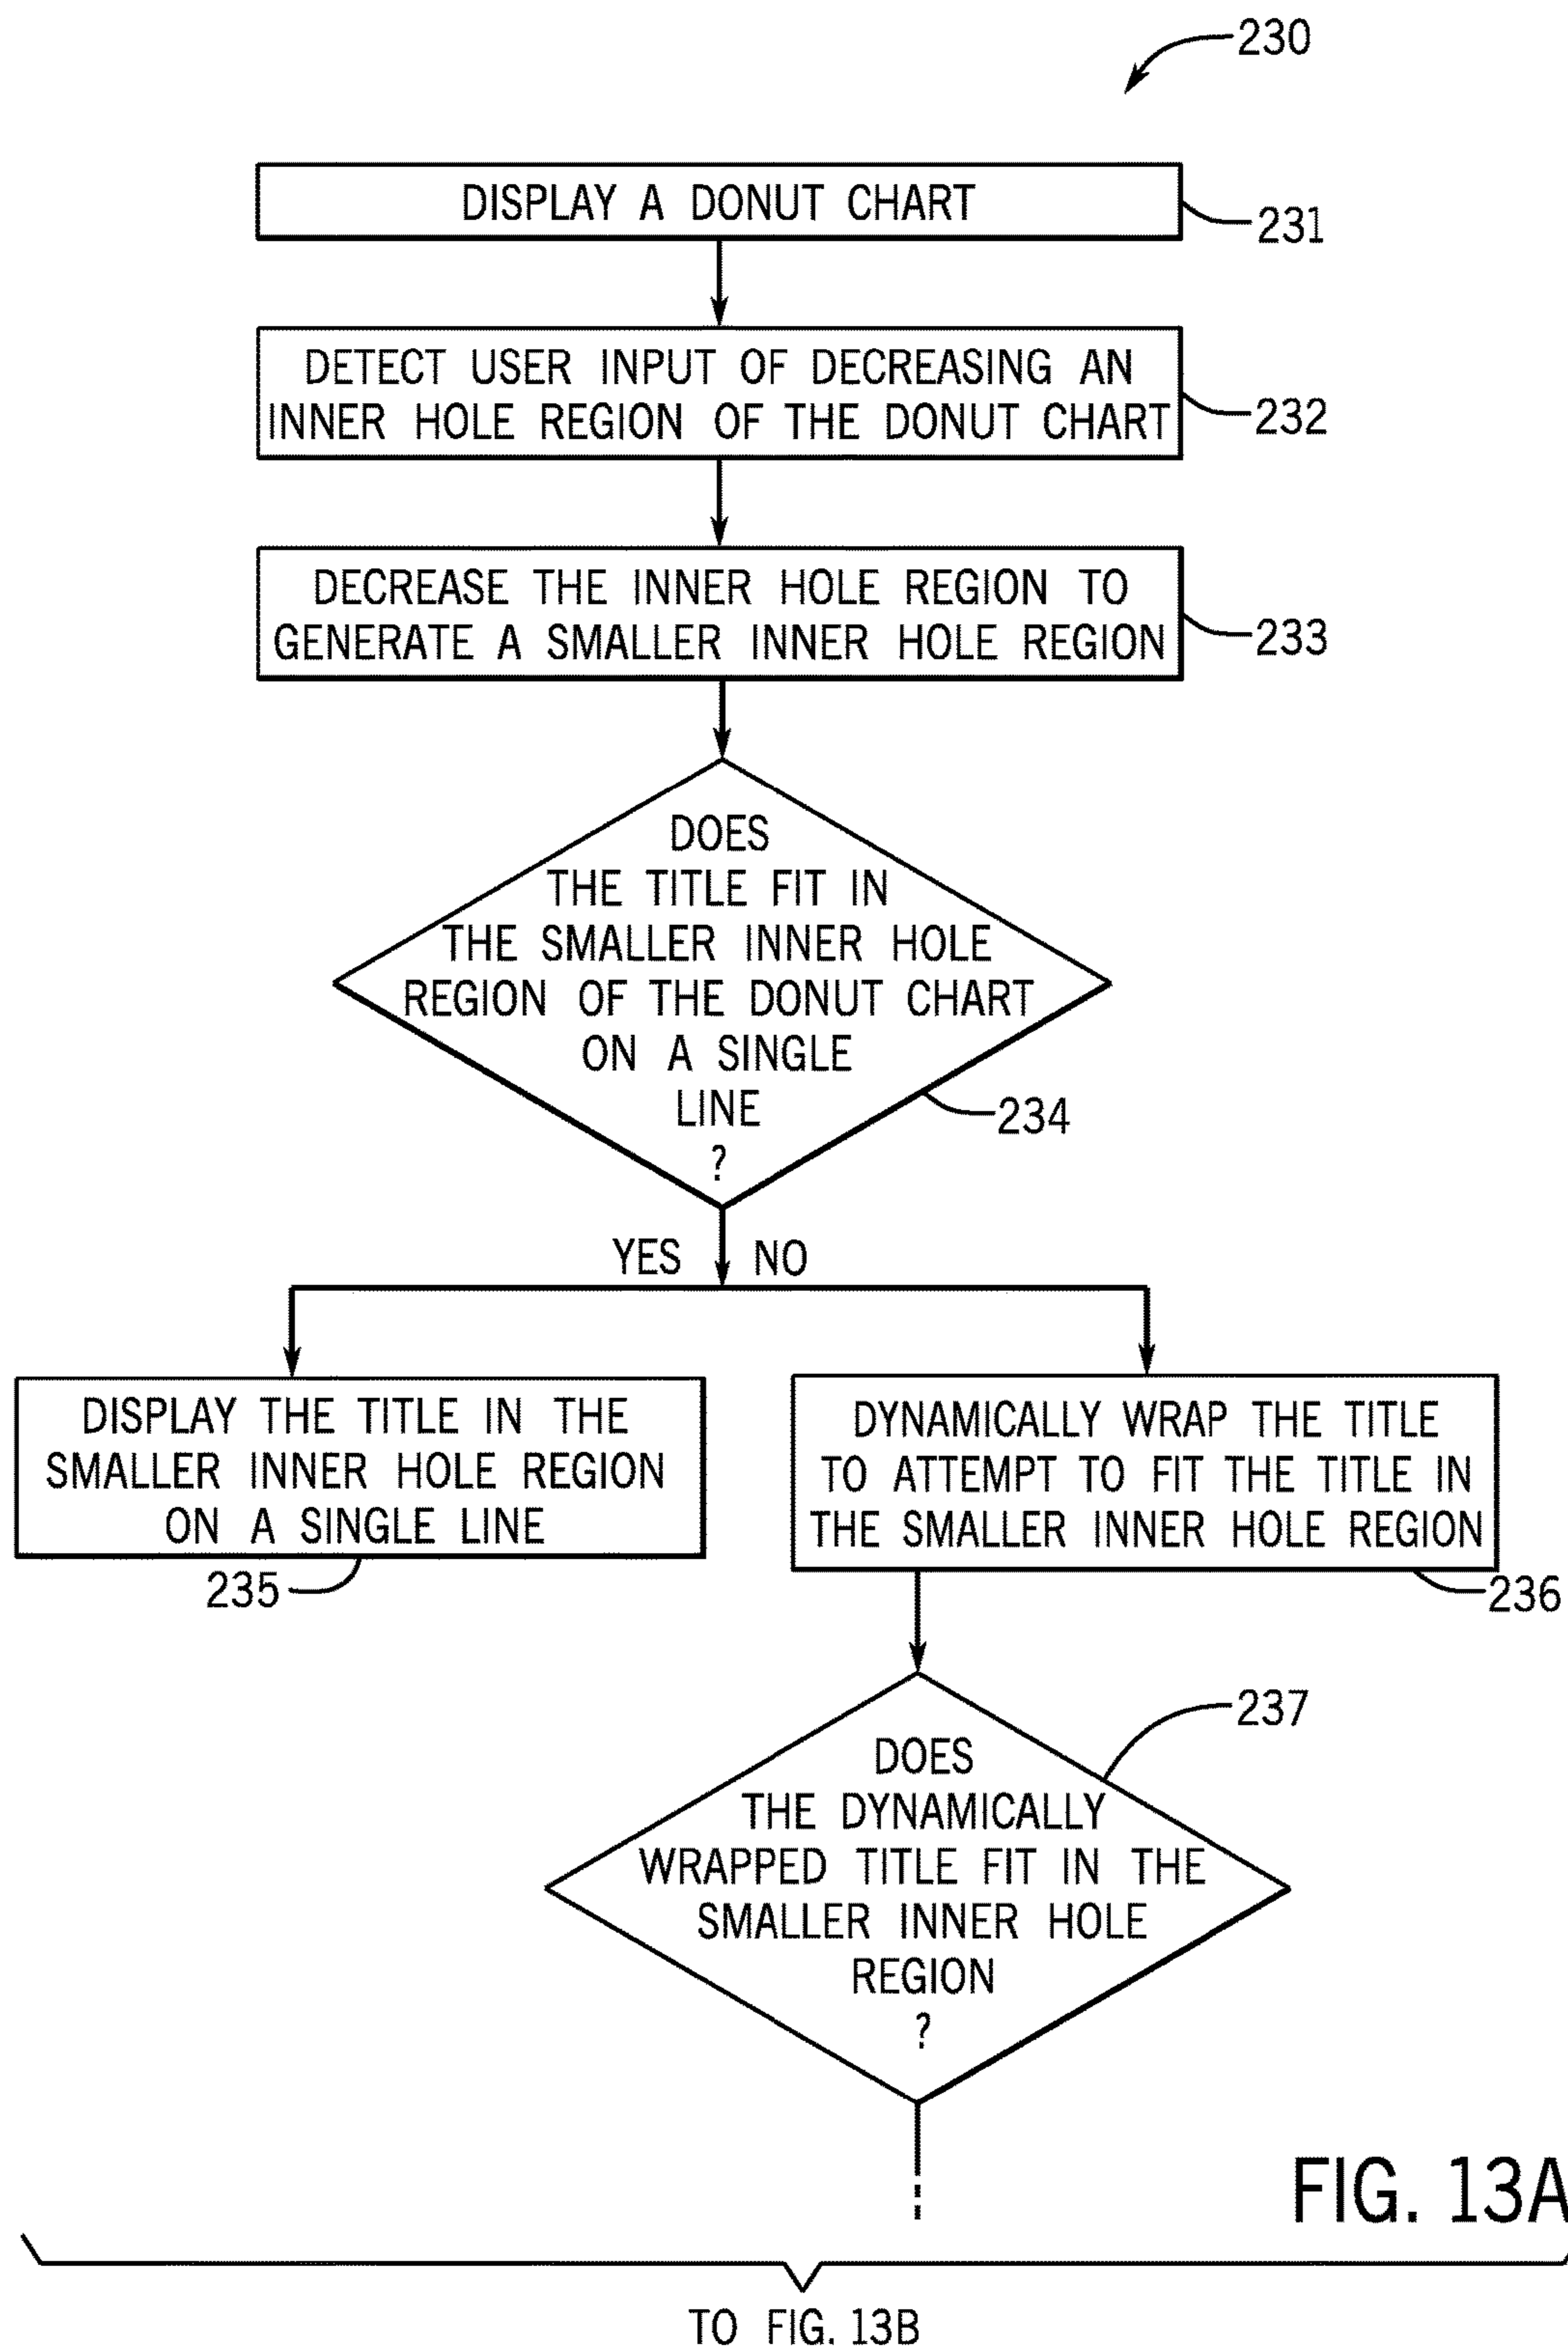 230
DISPLAY A DONUT CHART
231
DETECT USER INPUT OF DECREASING AN
INNER HOLE REGION OF THE DONUT CHART
232
DECREASE THE INNER HOLE REGION TO
GENERATE A SMALLER INNER HOLE REGION
233
DOES
THE TITLE FIT IN
THE SMALLER INNER HOLE
REGION OF THE DONUT CHART
ON A SINGLE
LINE
?
234
YES NO
DISPLAY THE TITLE IN THE
SMALLER INNER HOLE REGION
ON A SINGLE LINE
235
DYNAMICALLY WRAP THE TITLE
TO ATTEMPT TO FIT THE TITLE IN
THE SMALLER INNER HOLE REGION
236
237
DOES
THE DYNAMICALLY
WRAPPED TITLE FIT IN THE
SMALLER INNER HOLE
REGION
?
FIG. 13A
TO FIG. 13B